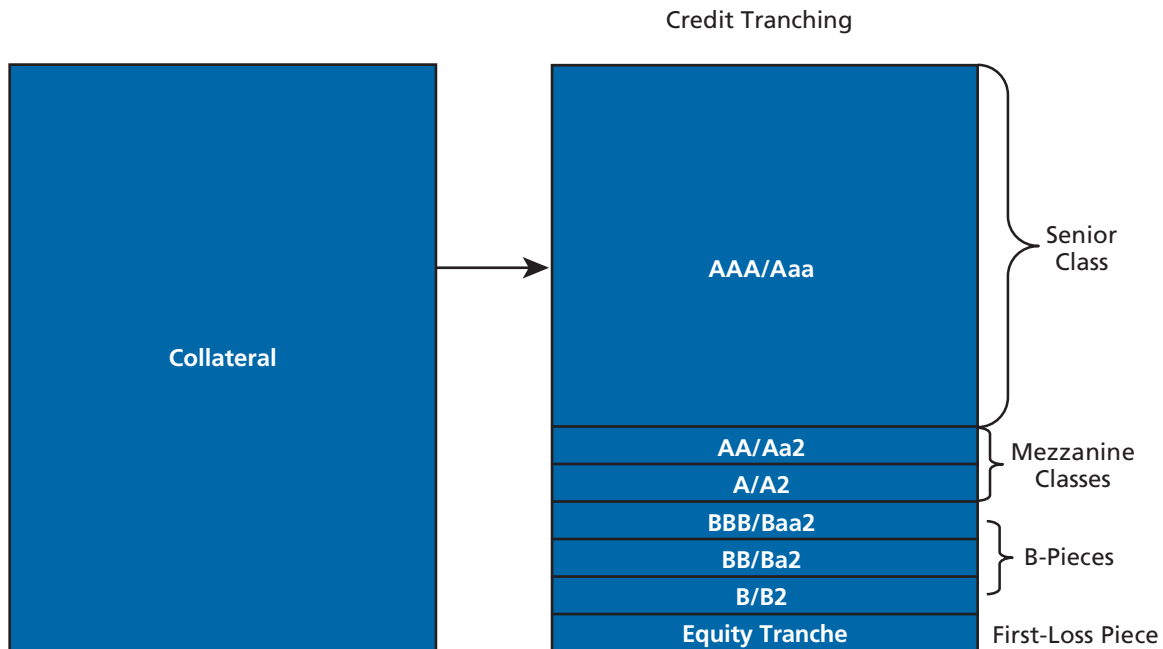 Credit Tranching
Collateral
AAA/Aaa
Senior
Class
AA/Aa2
A/A2
Mezzanine
Classes
BBB/Baa2
BB/Ba2
B/B2
B-Pieces
Equity Tranche
First-Loss Piece